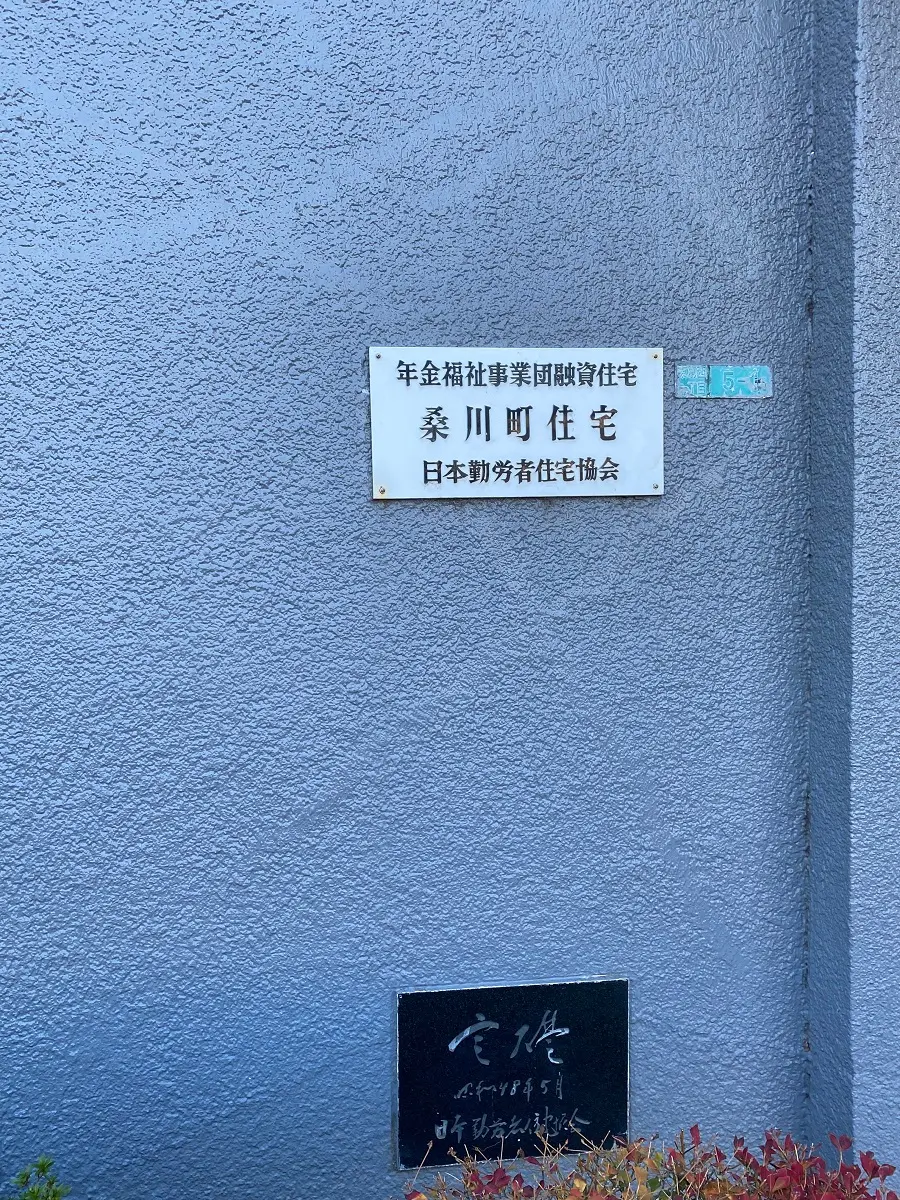 年金福祉事業団融資住宅
桑川町住宅
日本勤労者住宅協会
5-
定礎
昭和48年5月
日本勤労者住宅協会